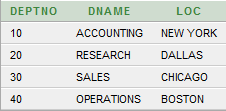 DEPTNO DNAME LOC
10 ACCOUNTING NEW YORK
20 RESEARCH DALLAS
30 SALES CHICAGO
40 OPERATIONS BOSTON